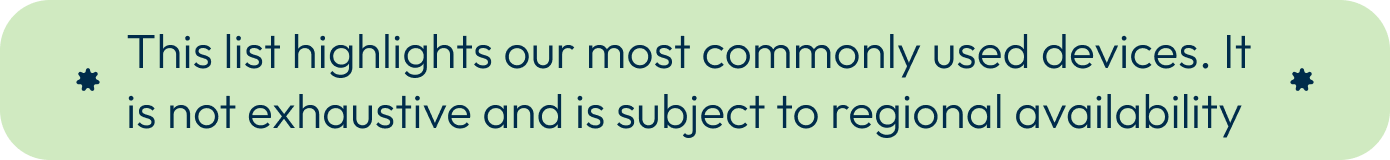 This list highlights our most commonly used devices. It
is not exhaustive and is subject to regional availability